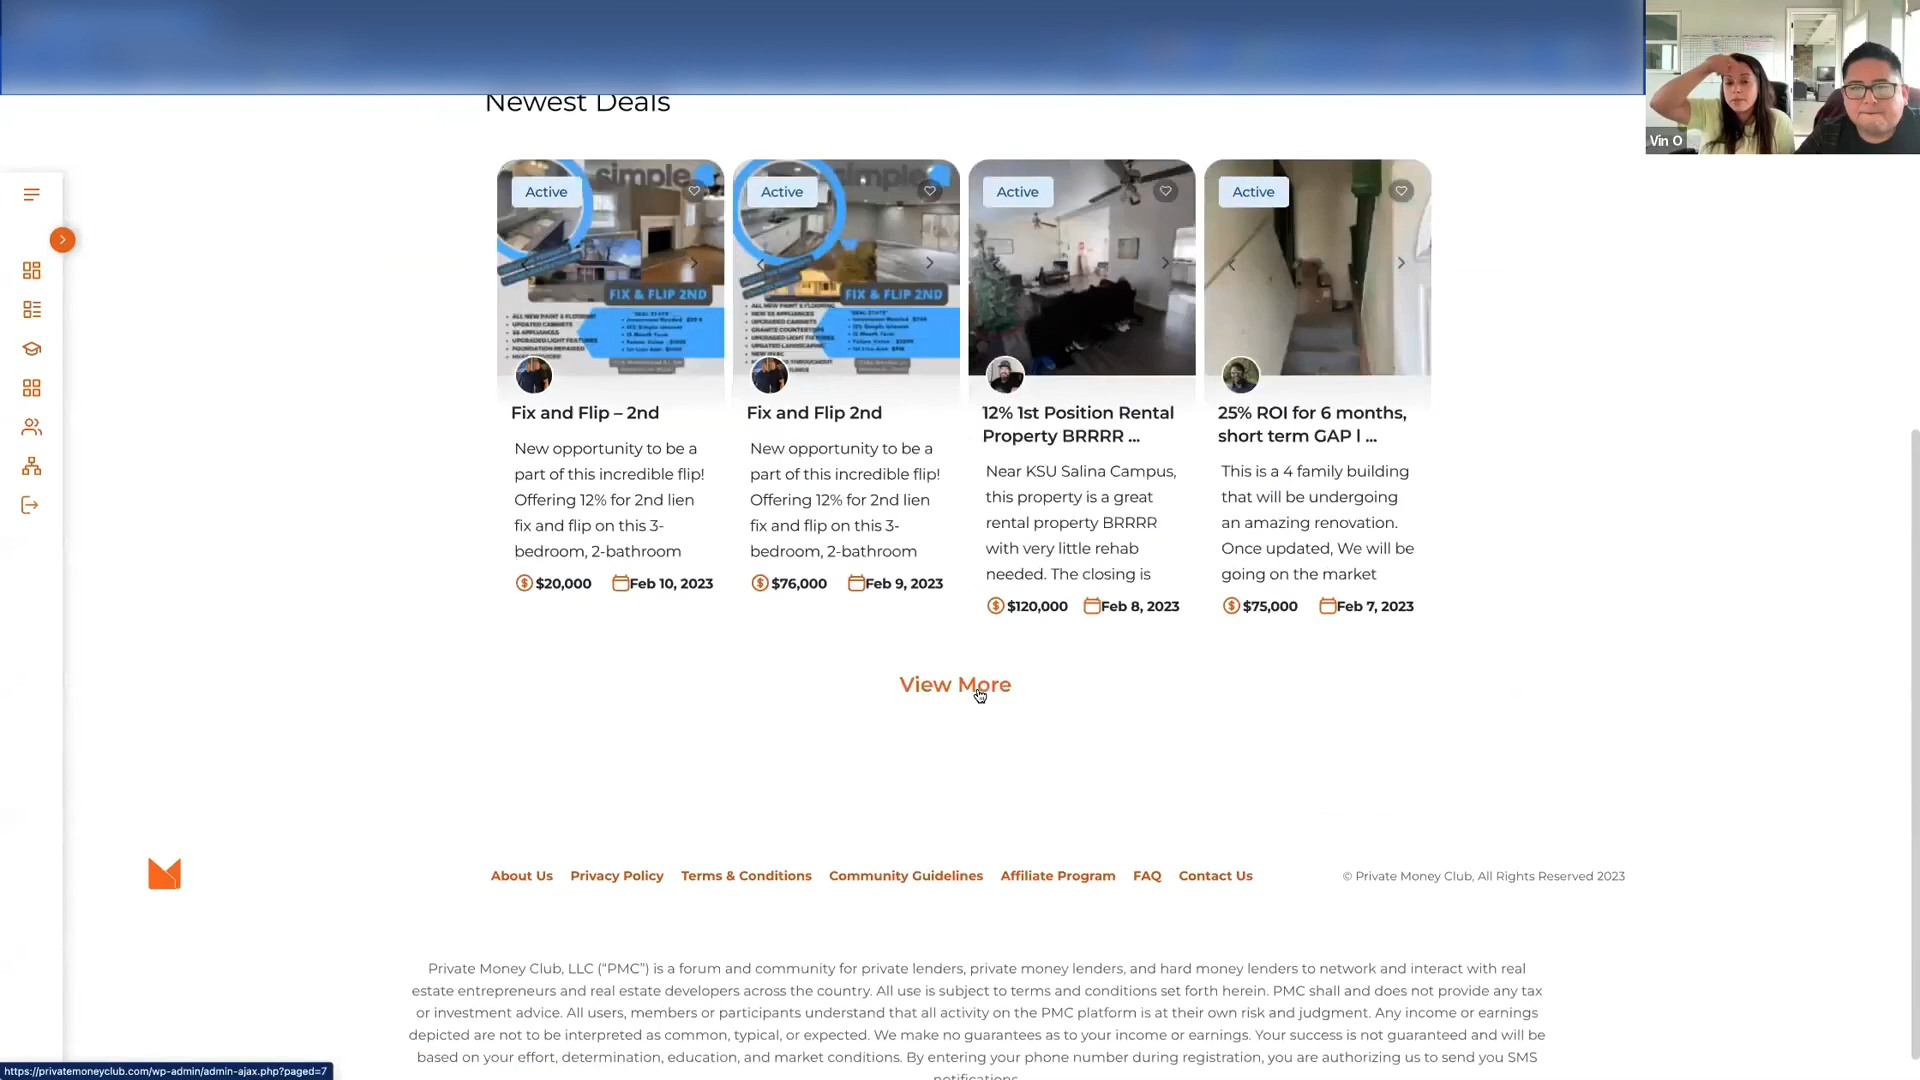 Newest Deals
Vin O
Active
simple
Active
simple
Active
Active
FIX & FLIP 2ND
FIX & FLIP 2ND
Fix and Flip – 2nd
New opportunity to be a
part of this incredible flip!
Offering 12% for 2nd lien
fix and flip on this 3-
bedroom, 2-bathroom
$20,000
Feb 10, 2023
Fix and Flip 2nd
New opportunity to be a
part of this incredible flip!
Offering 12% for 2nd lien
fix and flip on this 3-
bedroom, 2-bathroom
$76,000
Feb 9, 2023
12% 1st Position Rental
Property BRRRR ...
Near KSU Salina Campus,
this property is a great
rental property BRRRR
with very little rehab
needed. The closing is
$120,000
Feb 8, 2023
25% ROI for 6 months,
short term GAP l ...
This is a 4 family building
that will be undergoing
an amazing renovation.
Once updated, We will be
going on the market
$75,000
Feb 7, 2023
View More
About Us Privacy Policy Terms & Conditions Community Guidelines Affiliate Program FAQ Contact Us
© Private Money Club, All Rights Reserved 2023
Private Money Club, LLC (“PMC”) is a forum and community for private lenders, private money lenders, and hard money lenders to network and interact with real
estate entrepreneurs and real estate developers across the country. All use is subject to terms and conditions set forth herein. PMC shall and does not provide any tax
or investment advice. All users, members or participants understand that all activity on the PMC platform is at their own risk and judgment. Any income or earnings
depicted are not to be interpreted as common, typical, or expected. We make no guarantees as to your income or earnings. Your success is not guaranteed and will be
based on your effort, determination, education, and market conditions. By entering your phone number during registration, you are authorizing us to send you SMS
notifications.
https://privatemoneyclub.com/wp-admin/admin-ajax.php?paged=7